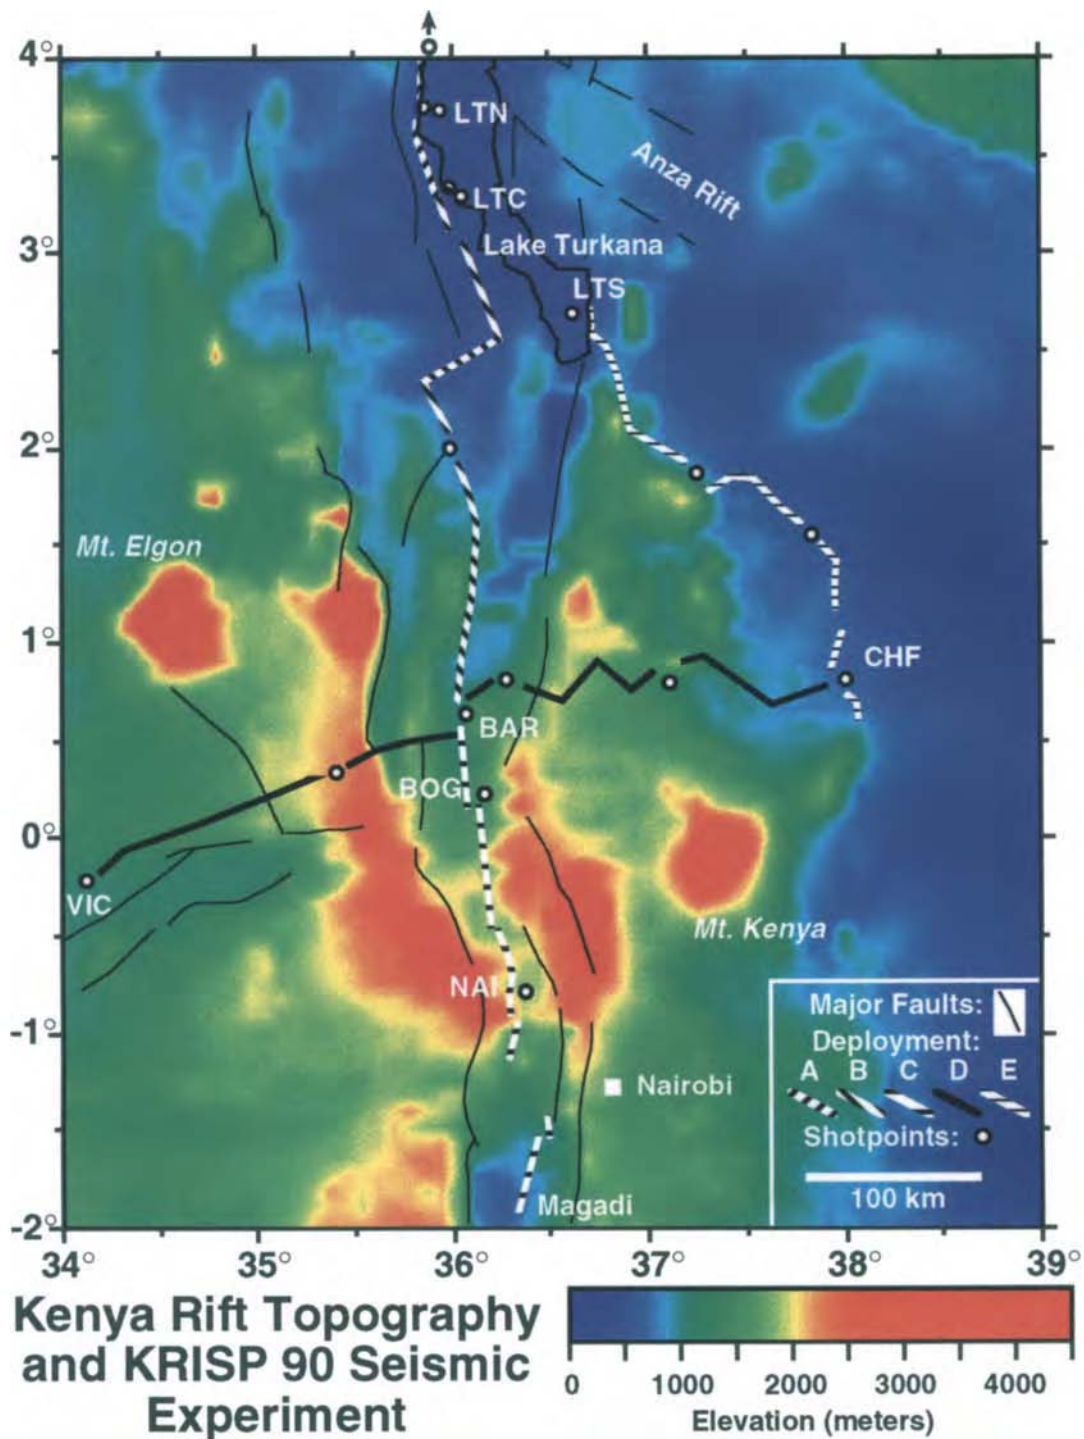 4°
LTN
Anza Rift
LTC
3°
Lake Turkana
LTS
2°
Mt. Elgon
1°
CHF
BAR
BOG
0°
VIC
Mt. Kenya
NAI
-1°
Major Faults:
Deployment:
A B C D E
Nairobi
Shotpoints:
100 km
Magadi
-2°
34° 35° 36° 37° 38° 39°
Kenya Rift Topography
and KRISP 90 Seismic
Experiment
0 1000 2000 3000 4000
Elevation (meters)